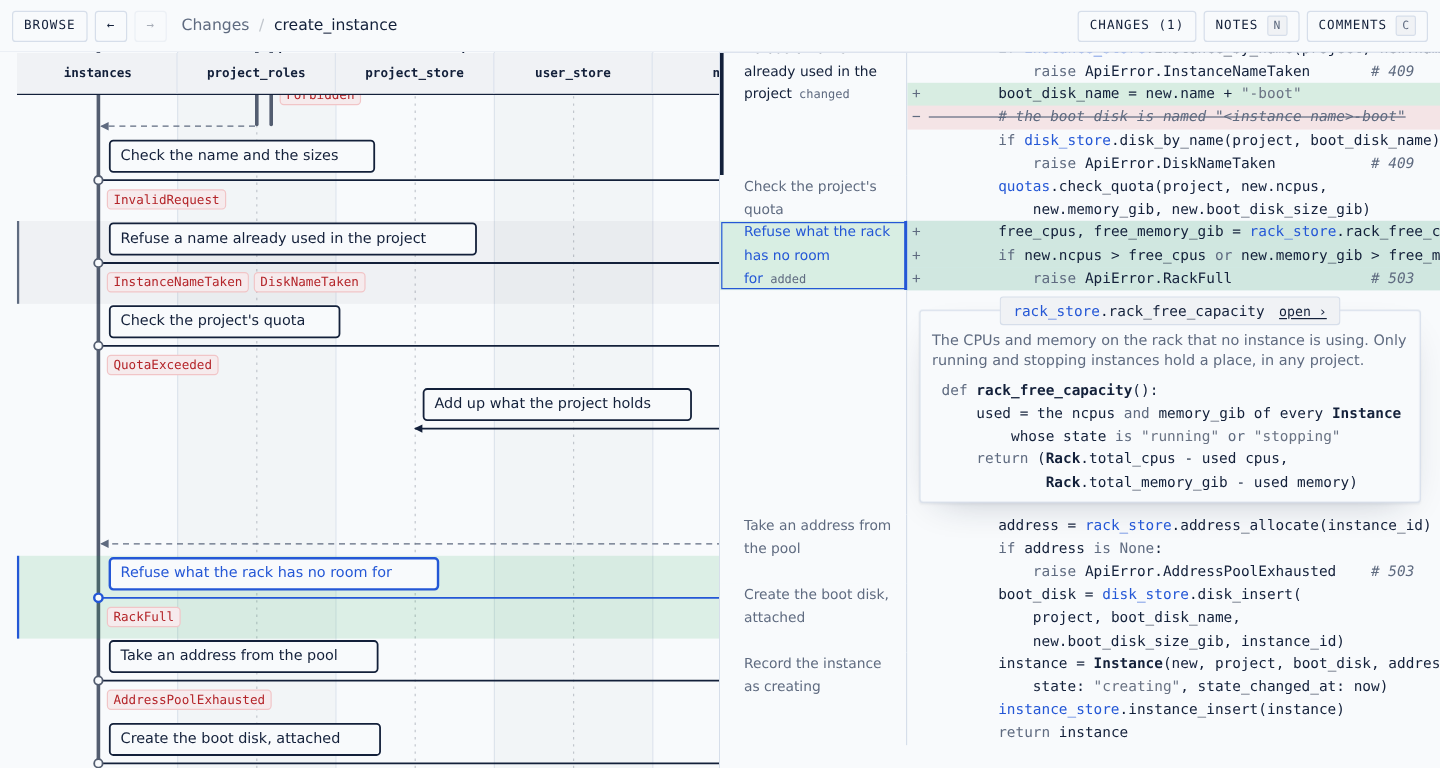 BROWSE ← → Changes / create_instance CHANGES (1) NOTES N COMMENTS C
instances project_roles project_store user_store
Forbidden
Check the name and the sizes
InvalidRequest
Refuse a name already used in the project
InstanceNameTaken DiskNameTaken
Check the project's quota
QuotaExceeded
Add up what the project holds
Refuse what the rack has no room for
RackFull
Take an address from the pool
AddressPoolExhausted
Create the boot disk, attached
already used in the
project changed
Check the project's
quota
Refuse what the rack
has no room
for added
Take an address from
the pool
Create the boot disk,
attached
Record the instance
as creating
raise ApiError.InstanceNameTaken # 409
+ boot_disk_name = new.name + "-boot"
− # the boot disk is named "<instance name>-boot"
if disk_store.disk_by_name(project, boot_disk_name)
raise ApiError.DiskNameTaken # 409
quotas.check_quota(project, new.ncpus,
new.memory_gib, new.boot_disk_size_gib)
+ free_cpus, free_memory_gib = rack_store.rack_free_c
+ if new.ncpus > free_cpus or new.memory_gib > free_m
+ raise ApiError.RackFull # 503
rack_store.rack_free_capacity open ›
The CPUs and memory on the rack that no instance is using. Only
running and stopping instances hold a place, in any project.
def rack_free_capacity():
used = the ncpus and memory_gib of every Instance
whose state is "running" or "stopping"
return (Rack.total_cpus - used cpus,
Rack.total_memory_gib - used memory)
address = rack_store.address_allocate(instance_id)
if address is None:
raise ApiError.AddressPoolExhausted # 503
boot_disk = disk_store.disk_insert(
project, boot_disk_name,
new.boot_disk_size_gib, instance_id)
instance = Instance(new, project, boot_disk, addres
state: "creating", state_changed_at: now)
instance_store.instance_insert(instance)
return instance